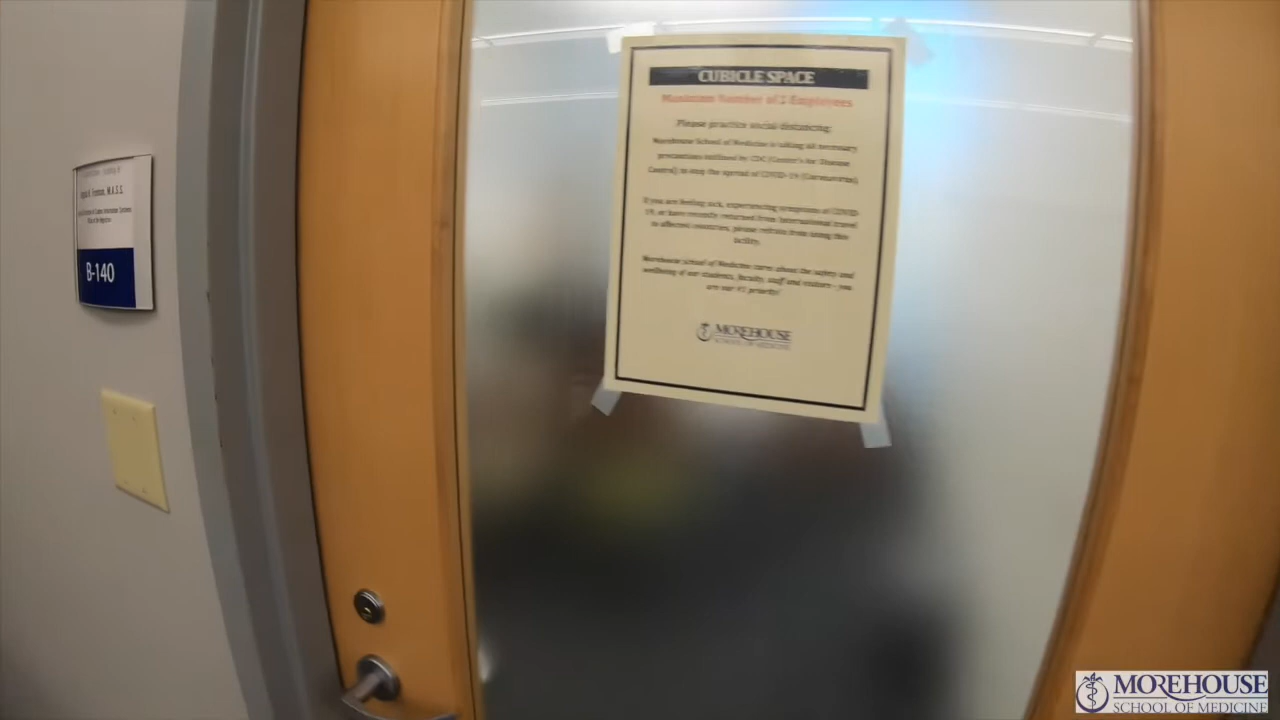 M.A.S.S.
B-140
CUBICLE SPACE
Maximum Number of 2 Employees
Please practice social distancing.
Morehouse School of Medicine is taking all necessary
precautions outlined by CDC (Center's for Disease
Control) to stop the spread of COVID-19 (Coronavirus).
If you are feeling sick, experiencing symptoms of COVID-
19, or have recently returned from international travel
to affected countries, please refrain from using this
facility.
Morehouse School of Medicine cares about the safety and
wellbeing of our students, faculty, staff and visitors - you
are our #1 priority!
MOREHOUSE
SCHOOL OF MEDICINE
MOREHOUSE
SCHOOL OF MEDICINE